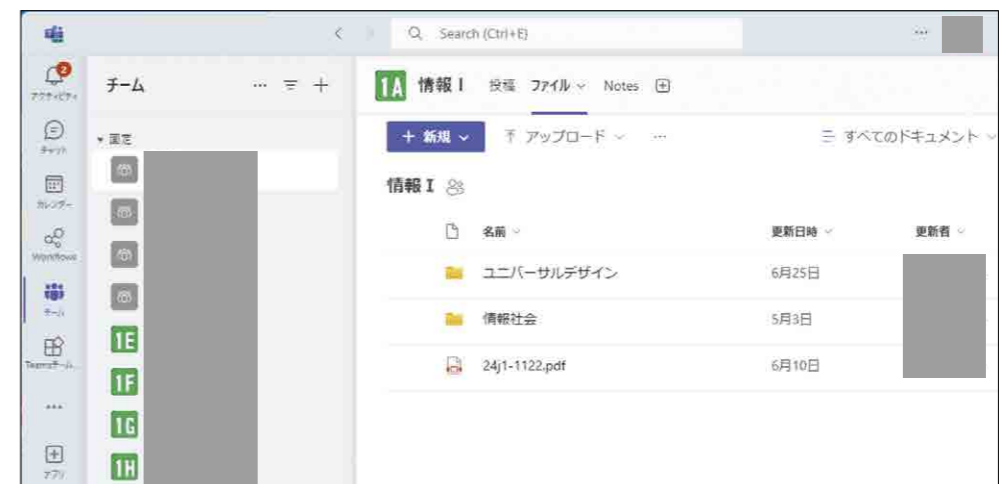 Search (Ctrl+E)
2
アクティビティ
チーム
1A 情報Ⅰ 投稿 ファイル Notes
固定
チャット
新規 アップロード すべてのドキュメント
カレンダー
情報Ⅰ
名前 更新日時 更新者
Workflows
ユニバーサルデザイン 6月25日
チーム
情報社会 5月3日
1E
Teamsチーム...
24j1-1122.pdf 6月10日
1F
1G
アプリ
1H